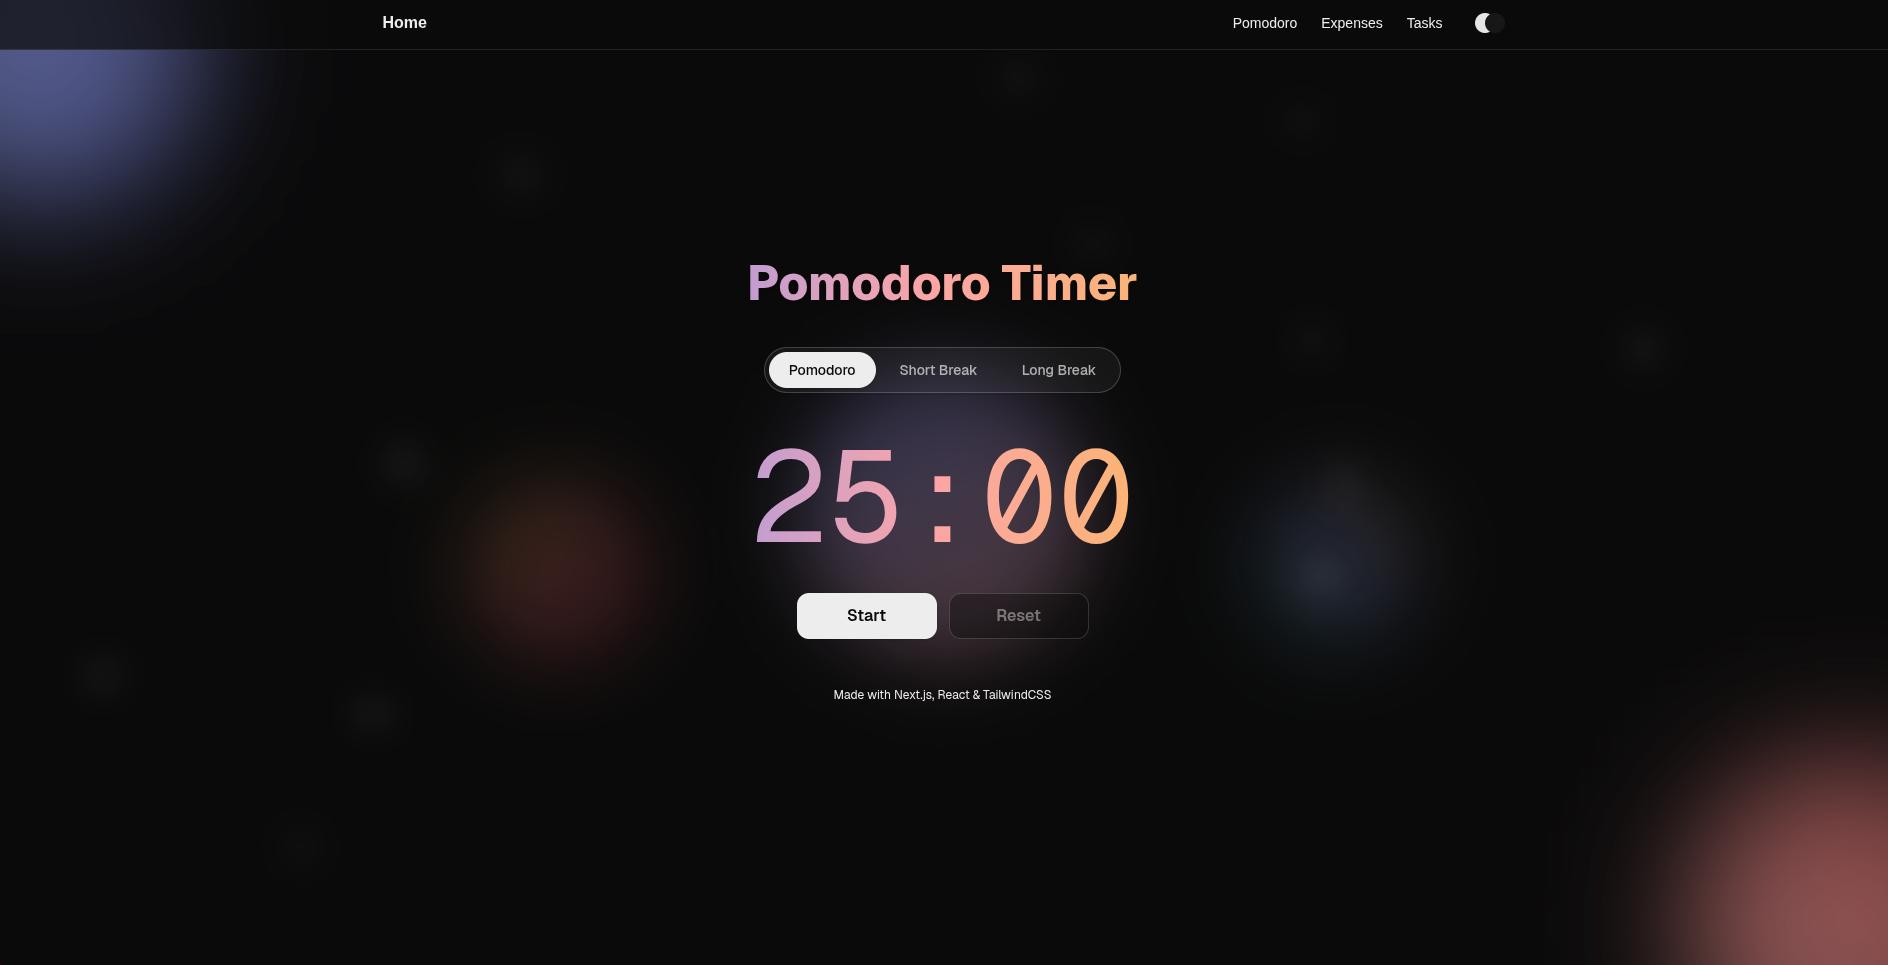 Home
Pomodoro Expenses Tasks
Pomodoro Timer
Pomodoro Short Break Long Break
25:00
Start Reset
Made with Next.js, React & TailwindCSS